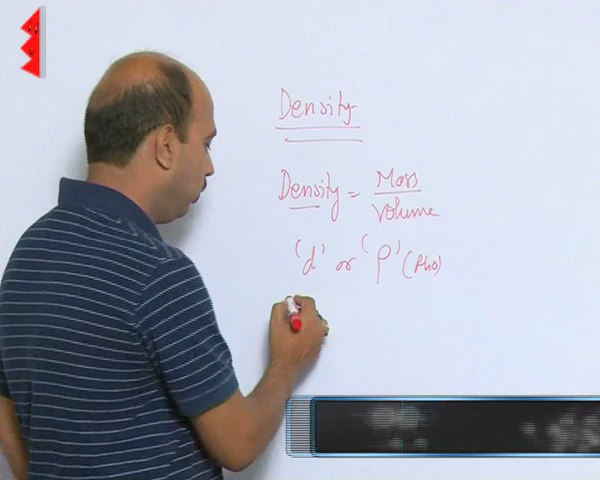 Density
Density = Mass
Volume
'd' or 'ρ' (Rho)